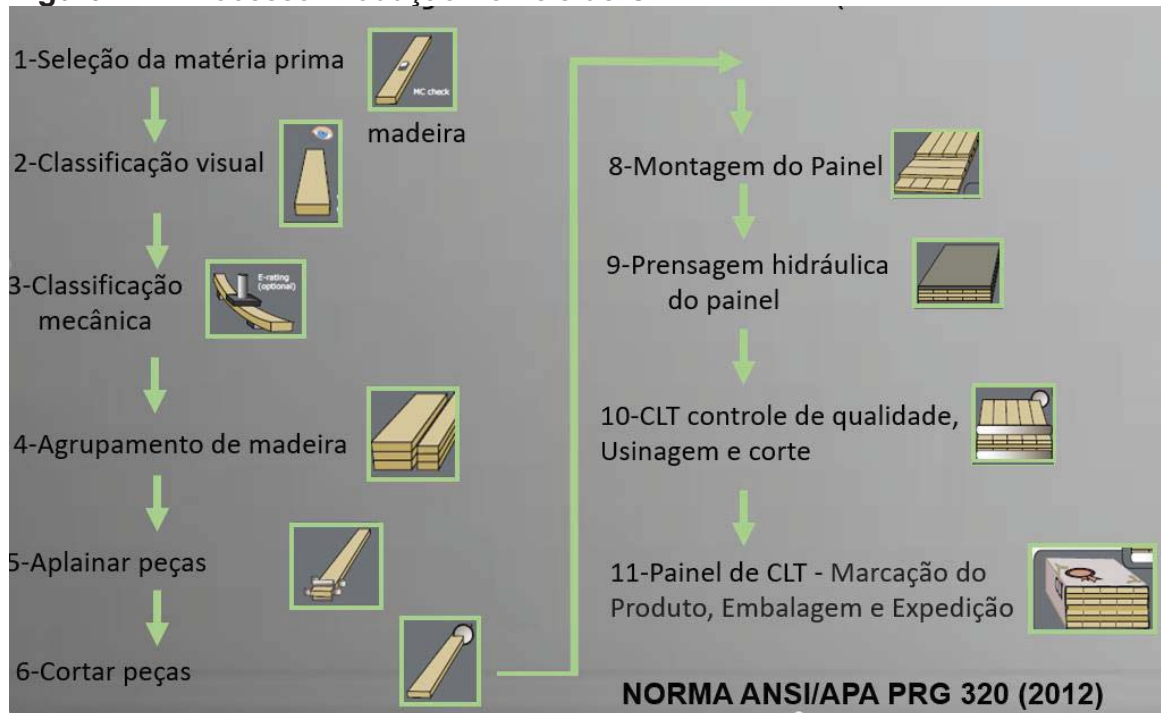 1-Seleção da matéria prima
MC check
madeira
2-Classificação visual
3-Classificação
mecânica
E-rating
(optional)
4-Agrupamento de madeira
5-Aplainar peças
6-Cortar peças
8-Montagem do Painel
9-Prensagem hidráulica
do painel
10-CLT controle de qualidade,
Usinagem e corte
11-Painel de CLT - Marcação do
Produto, Embalagem e Expedição
NORMA ANSI/APA PRG 320 (2012)